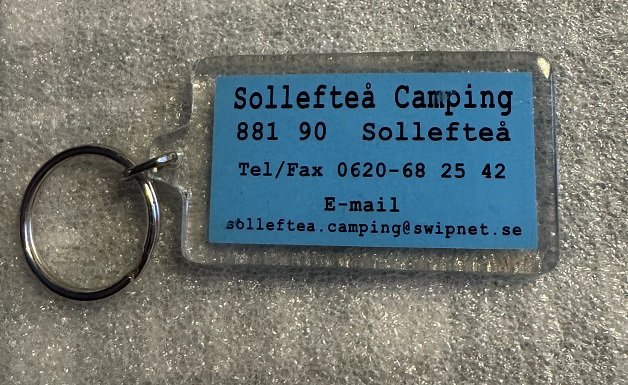 Sollefteå Camping
881 90 Sollefteå
Tel/Fax 0620-68 25 42
E-mail
solleftea.camping@swipnet.se